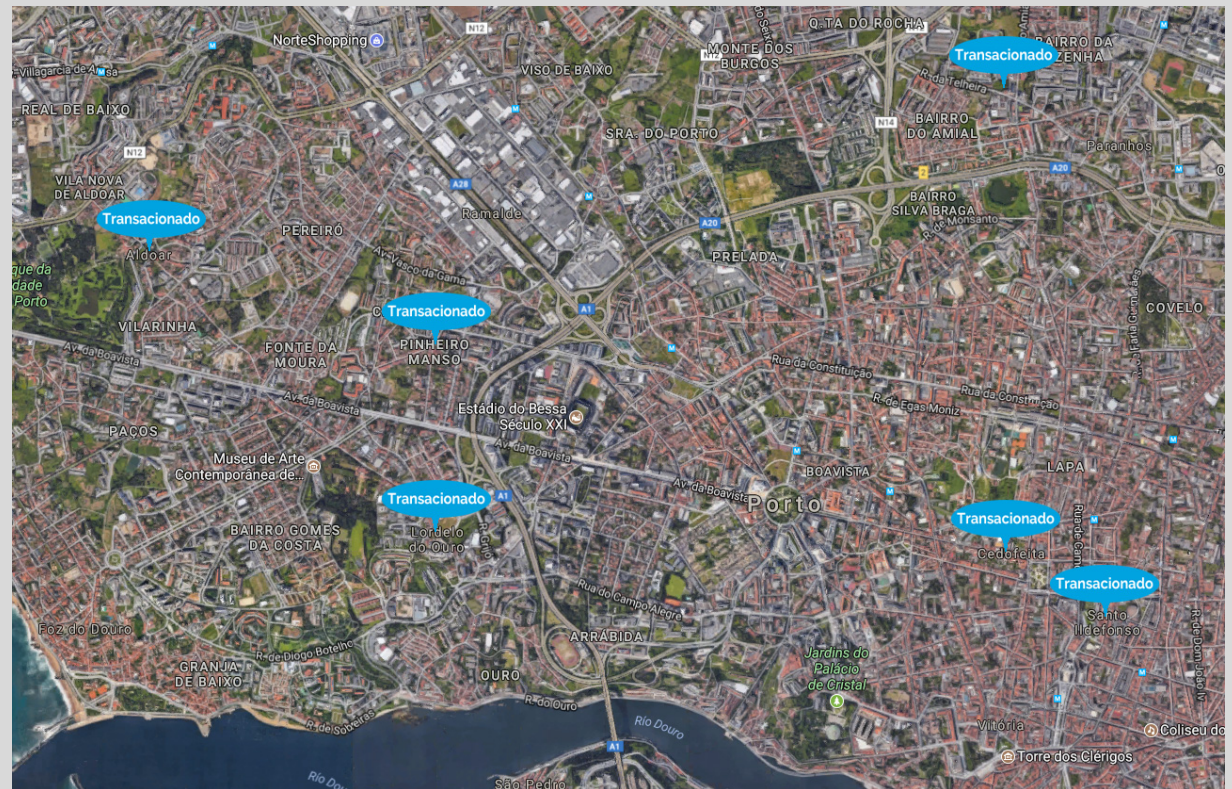 Q.TA DO ROCHA
N12
NorteShopping
MONTE DOS
BURGOS
Transacionado
BAIRRO DA
R. da Telheira
VISO DE BAIXO
REAL DE BAIXO
N14
BAIRRO
DO AMIAL
SRA. DO PORTO
Paranhos
N12
A20
2
A28
VILA NOVA
DE ALDOAR
BAIRRO
SILVA BRAGA
R. de Monsanto
Transacionado
Ramalde
A20
PEREIRÓ
Aldoar
Av. Vasco da Gama
PRELADA
Transacionado
A1
COVELO
VILARINHA
PINHEIRO
MANSO
FONTE DA
MOURA
Av. da Boavista
Rua da Constituição
Rua da Constituição
R. de Egas Moniz
Av. da Boavista
Estádio do Bessa
Século XXI
PAÇOS
Av. da Boavista
Museu de Arte
Contemporânea de...
BOAVISTA
LAPA
Av. da Boavista
Transacionado
A1
Porto
Transacionado
BAIRRO GOMES
DA COSTA
Lordelo
do Ouro
Cedofeita
Transacionado
Rua do Campo Alegre
Santo
Ildefonso
Foz do Douro
ARRÁBIDA
R. de Diogo Botelho
Jardins do
Palácio
de Cristal
GRANJA
DE BAIXO
OURO
R. do Ouro
R. de Sobreiras
Río Douro
Vitória
Coliseu do
A1
Torre dos Clérigos
Río Douro
São Pedro